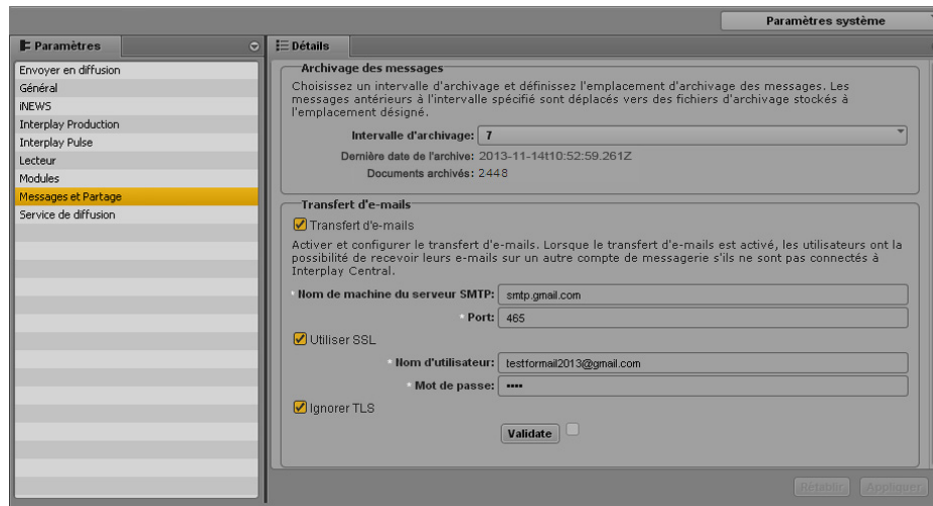 Paramètres système
Paramètres
Envoyer en diffusion
Général
iNEWS
Interplay Production
Interplay Pulse
Lecteur
Modules
Messages et Partage
Service de diffusion
Détails
Archivage des messages
Choisissez un intervalle d'archivage et définissez l'emplacement d'archivage des messages. Les
messages antérieurs à l'intervalle spécifié sont déplacés vers des fichiers d'archivage stockés à
l'emplacement désigné.
Intervalle d'archivage: 7
Dernière date de l'archive: 2013-11-14t10:52:59.261Z
Documents archivés: 2448
Transfert d'e-mails
Transfert d'e-mails
Activer et configurer le transfert d'e-mails. Lorsque le transfert d'e-mails est activé, les utilisateurs ont la
possibilité de recevoir leurs e-mails sur un autre compte de messagerie s'ils ne sont pas connectés à
Interplay Central.
* Nom de machine du serveur SMTP: smtp.gmail.com
* Port: 465
Utiliser SSL
* Nom d'utilisateur: testformail2013@gmail.com
* Mot de passe: ••••
Ignorer TLS
Validate
Rétablir Appliquer